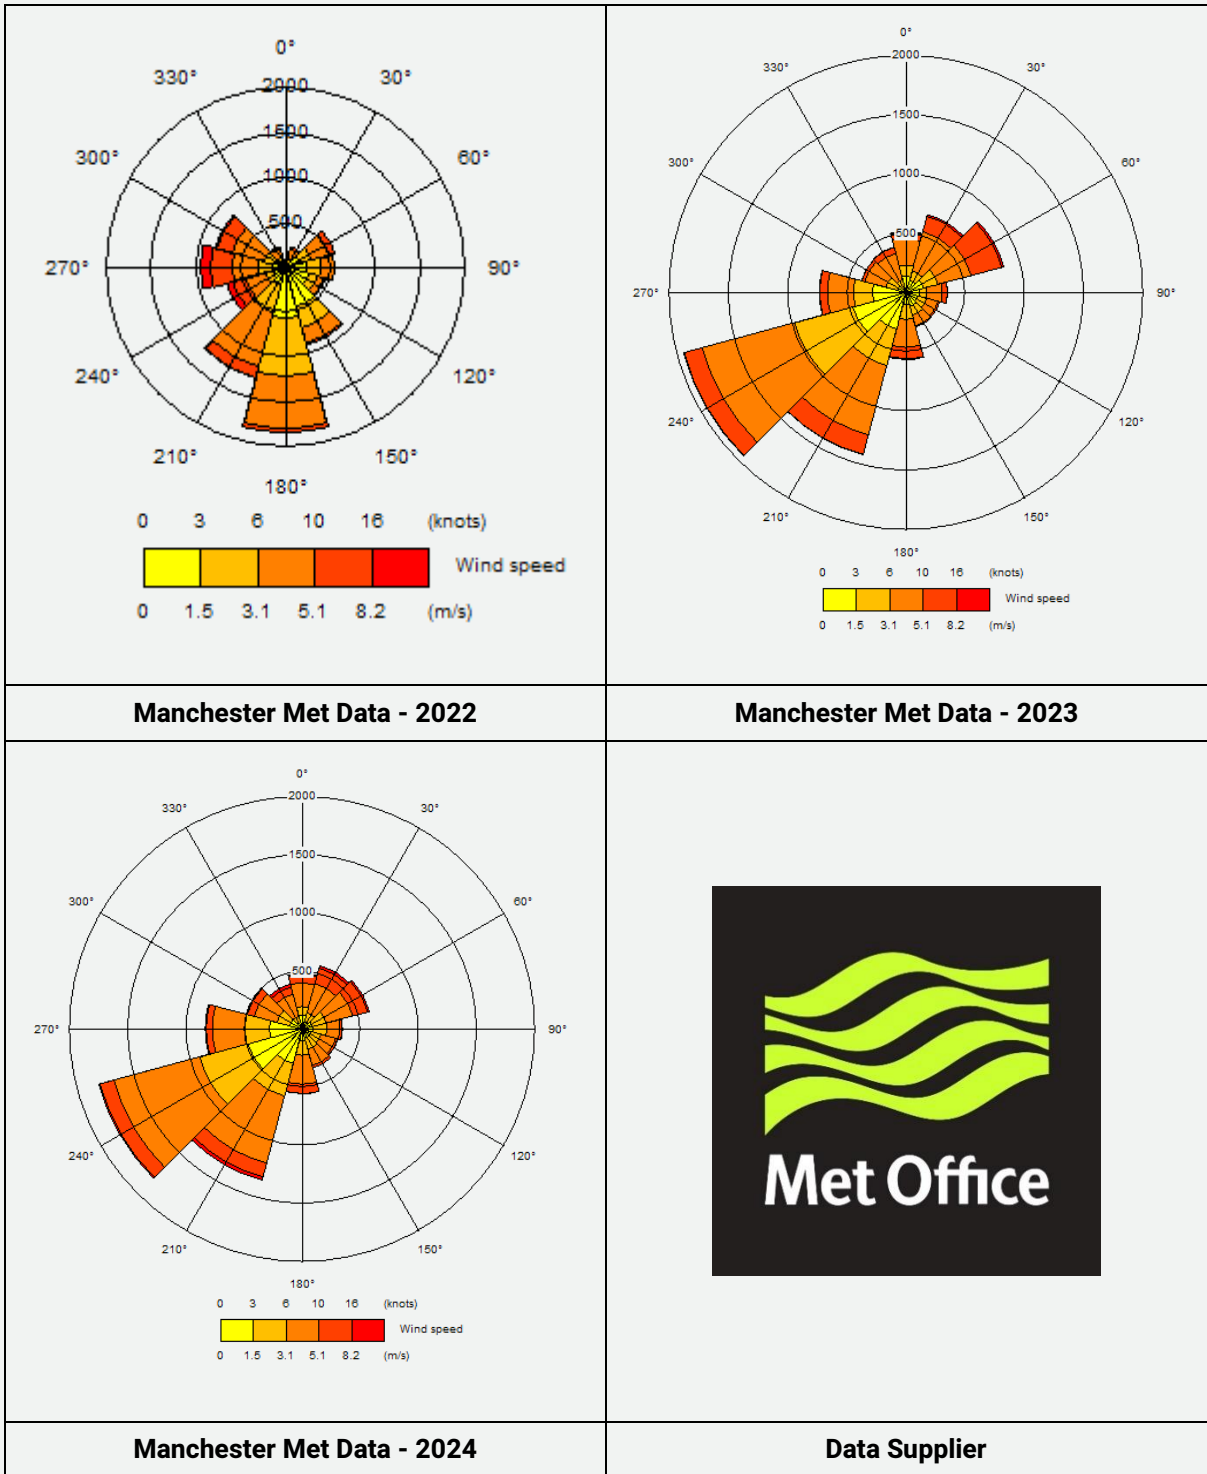 0°
330° 30°
2000
1500
300° 60°
1000
500
270° 90°
240° 120°
210° 150°
180°
0 3 6 10 16 (knots)
Wind speed
0 1.5 3.1 5.1 8.2 (m/s)
Manchester Met Data - 2022
0°
2000
330° 30°
1500
300° 60°
1000
500
270° 90°
240° 120°
210° 150°
180°
0 3 6 10 16 (knots)
Wind speed
0 1.5 3.1 5.1 8.2 (m/s)
Manchester Met Data - 2023
0°
2000
330° 30°
1500
300° 60°
1000
500
270° 90°
240° 120°
210° 150°
180°
0 3 6 10 16 (knots)
Wind speed
0 1.5 3.1 5.1 8.2 (m/s)
Manchester Met Data - 2024
Met Office
Data Supplier